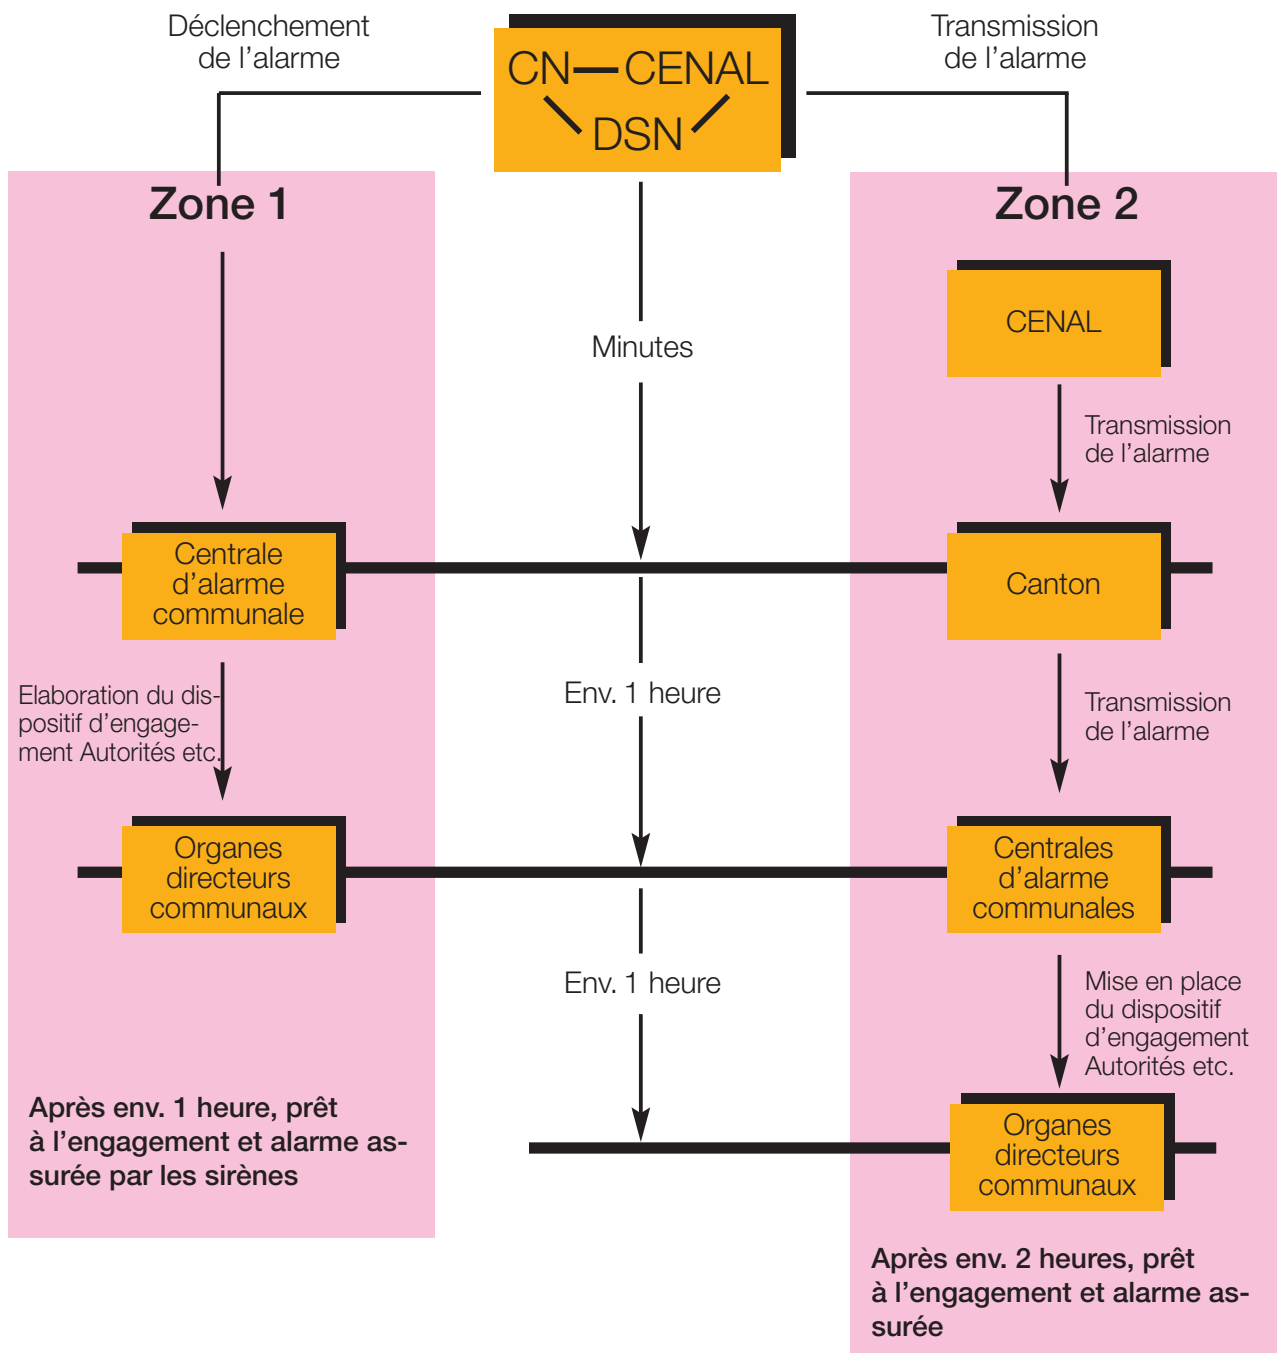 Déclenchement
de l’alarme
CN CENAL
DSN
Transmission
de l’alarme
Zone 1
Centrale
d’alarme
communale
Elaboration du dis-
positif d’engage-
ment Autorités etc.
Organes
directeurs
communaux
Après env. 1 heure, prêt
à l’engagement et alarme as-
surée par les sirènes
Minutes
Env. 1 heure
Env. 1 heure
Zone 2
CENAL
Transmission
de l’alarme
Canton
Transmission
de l’alarme
Centrales
d’alarme
communales
Mise en place
du dispositif
d’engagement
Autorités etc.
Organes
directeurs
communaux
Après env. 2 heures, prêt
à l’engagement et alarme as-
surée